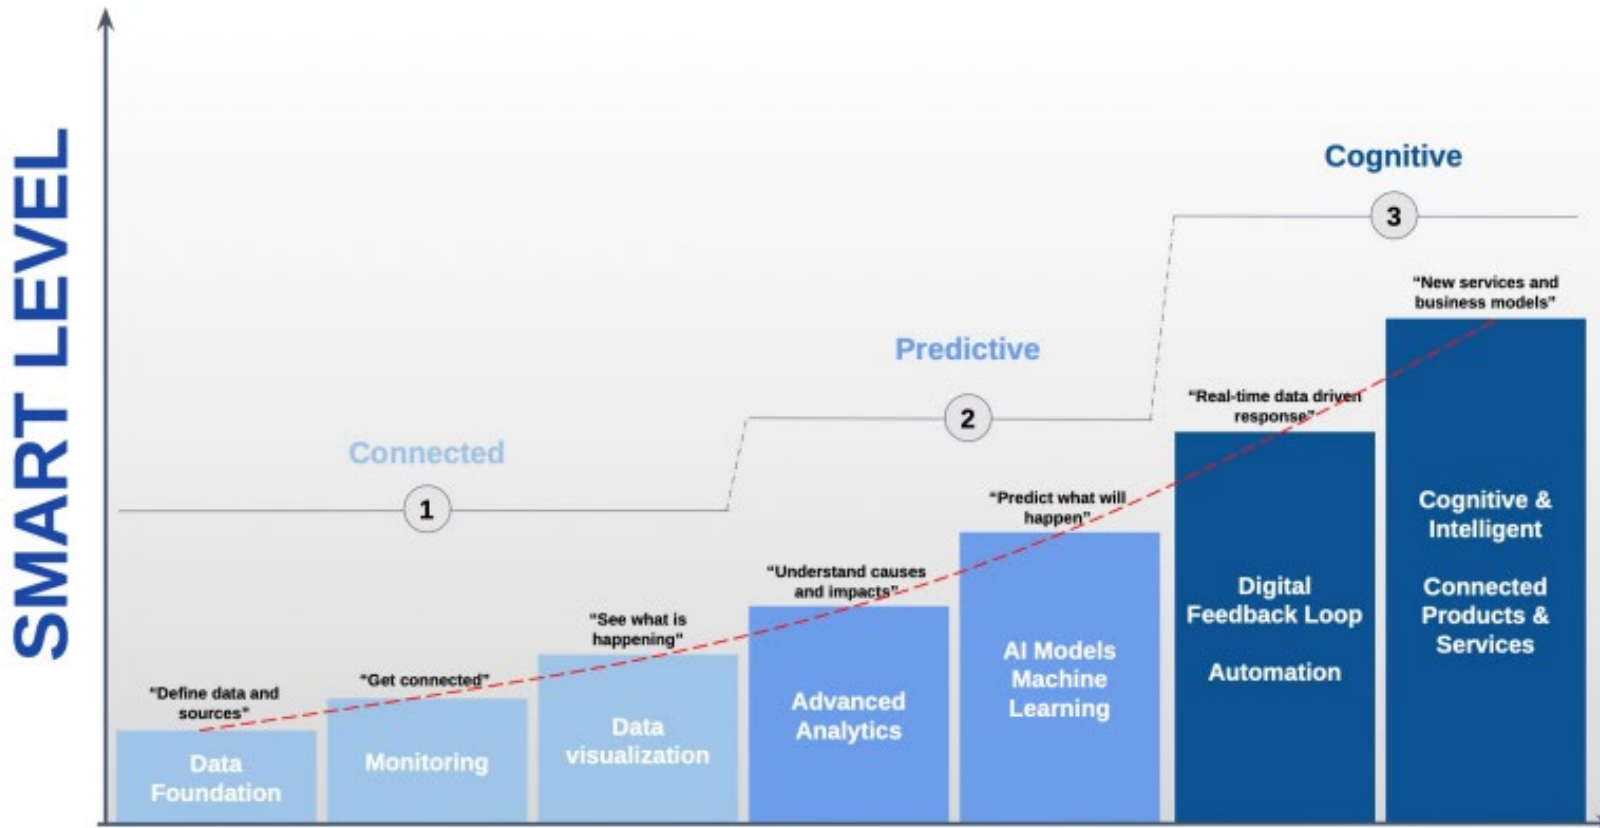 SMART LEVEL
Cognitive
3
“New services and
business models”
Predictive
2
“Real-time data driven
response”
Connected
1
“Predict what will
happen”
“Understand causes
and impacts”
“See what is
happening”
“Get connected”
“Define data and
sources”
Data
Foundation
Monitoring
Data
visualization
Advanced
Analytics
AI Models
Machine
Learning
Digital
Feedback Loop
Automation
Cognitive &
Intelligent
Connected
Products &
Services